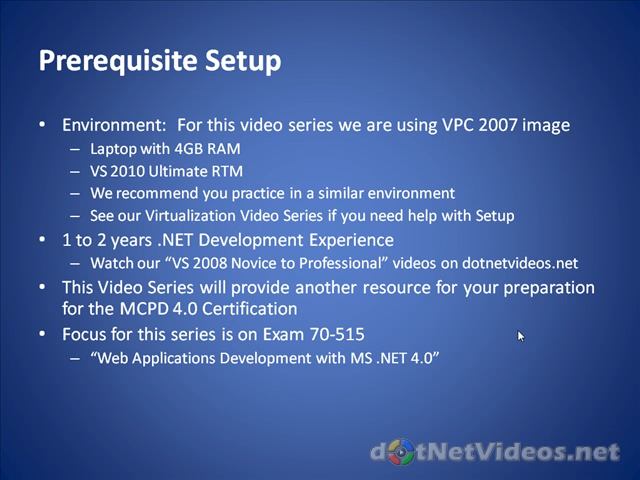 Prerequisite Setup
• Environment:  For this video series we are using VPC 2007 image
– Laptop with 4GB RAM
– VS 2010 Ultimate RTM
– We recommend you practice in a similar environment
– See our Virtualization Video Series if you need help with Setup
• 1 to 2 years .NET Development Experience
– Watch our “VS 2008 Novice to Professional” videos on dotnetvideos.net
• This Video Series will provide another resource for your preparation
for the MCPD 4.0 Certification
• Focus for this series is on Exam 70-515
– “Web Applications Development with MS .NET 4.0”
dotNetVideos.net